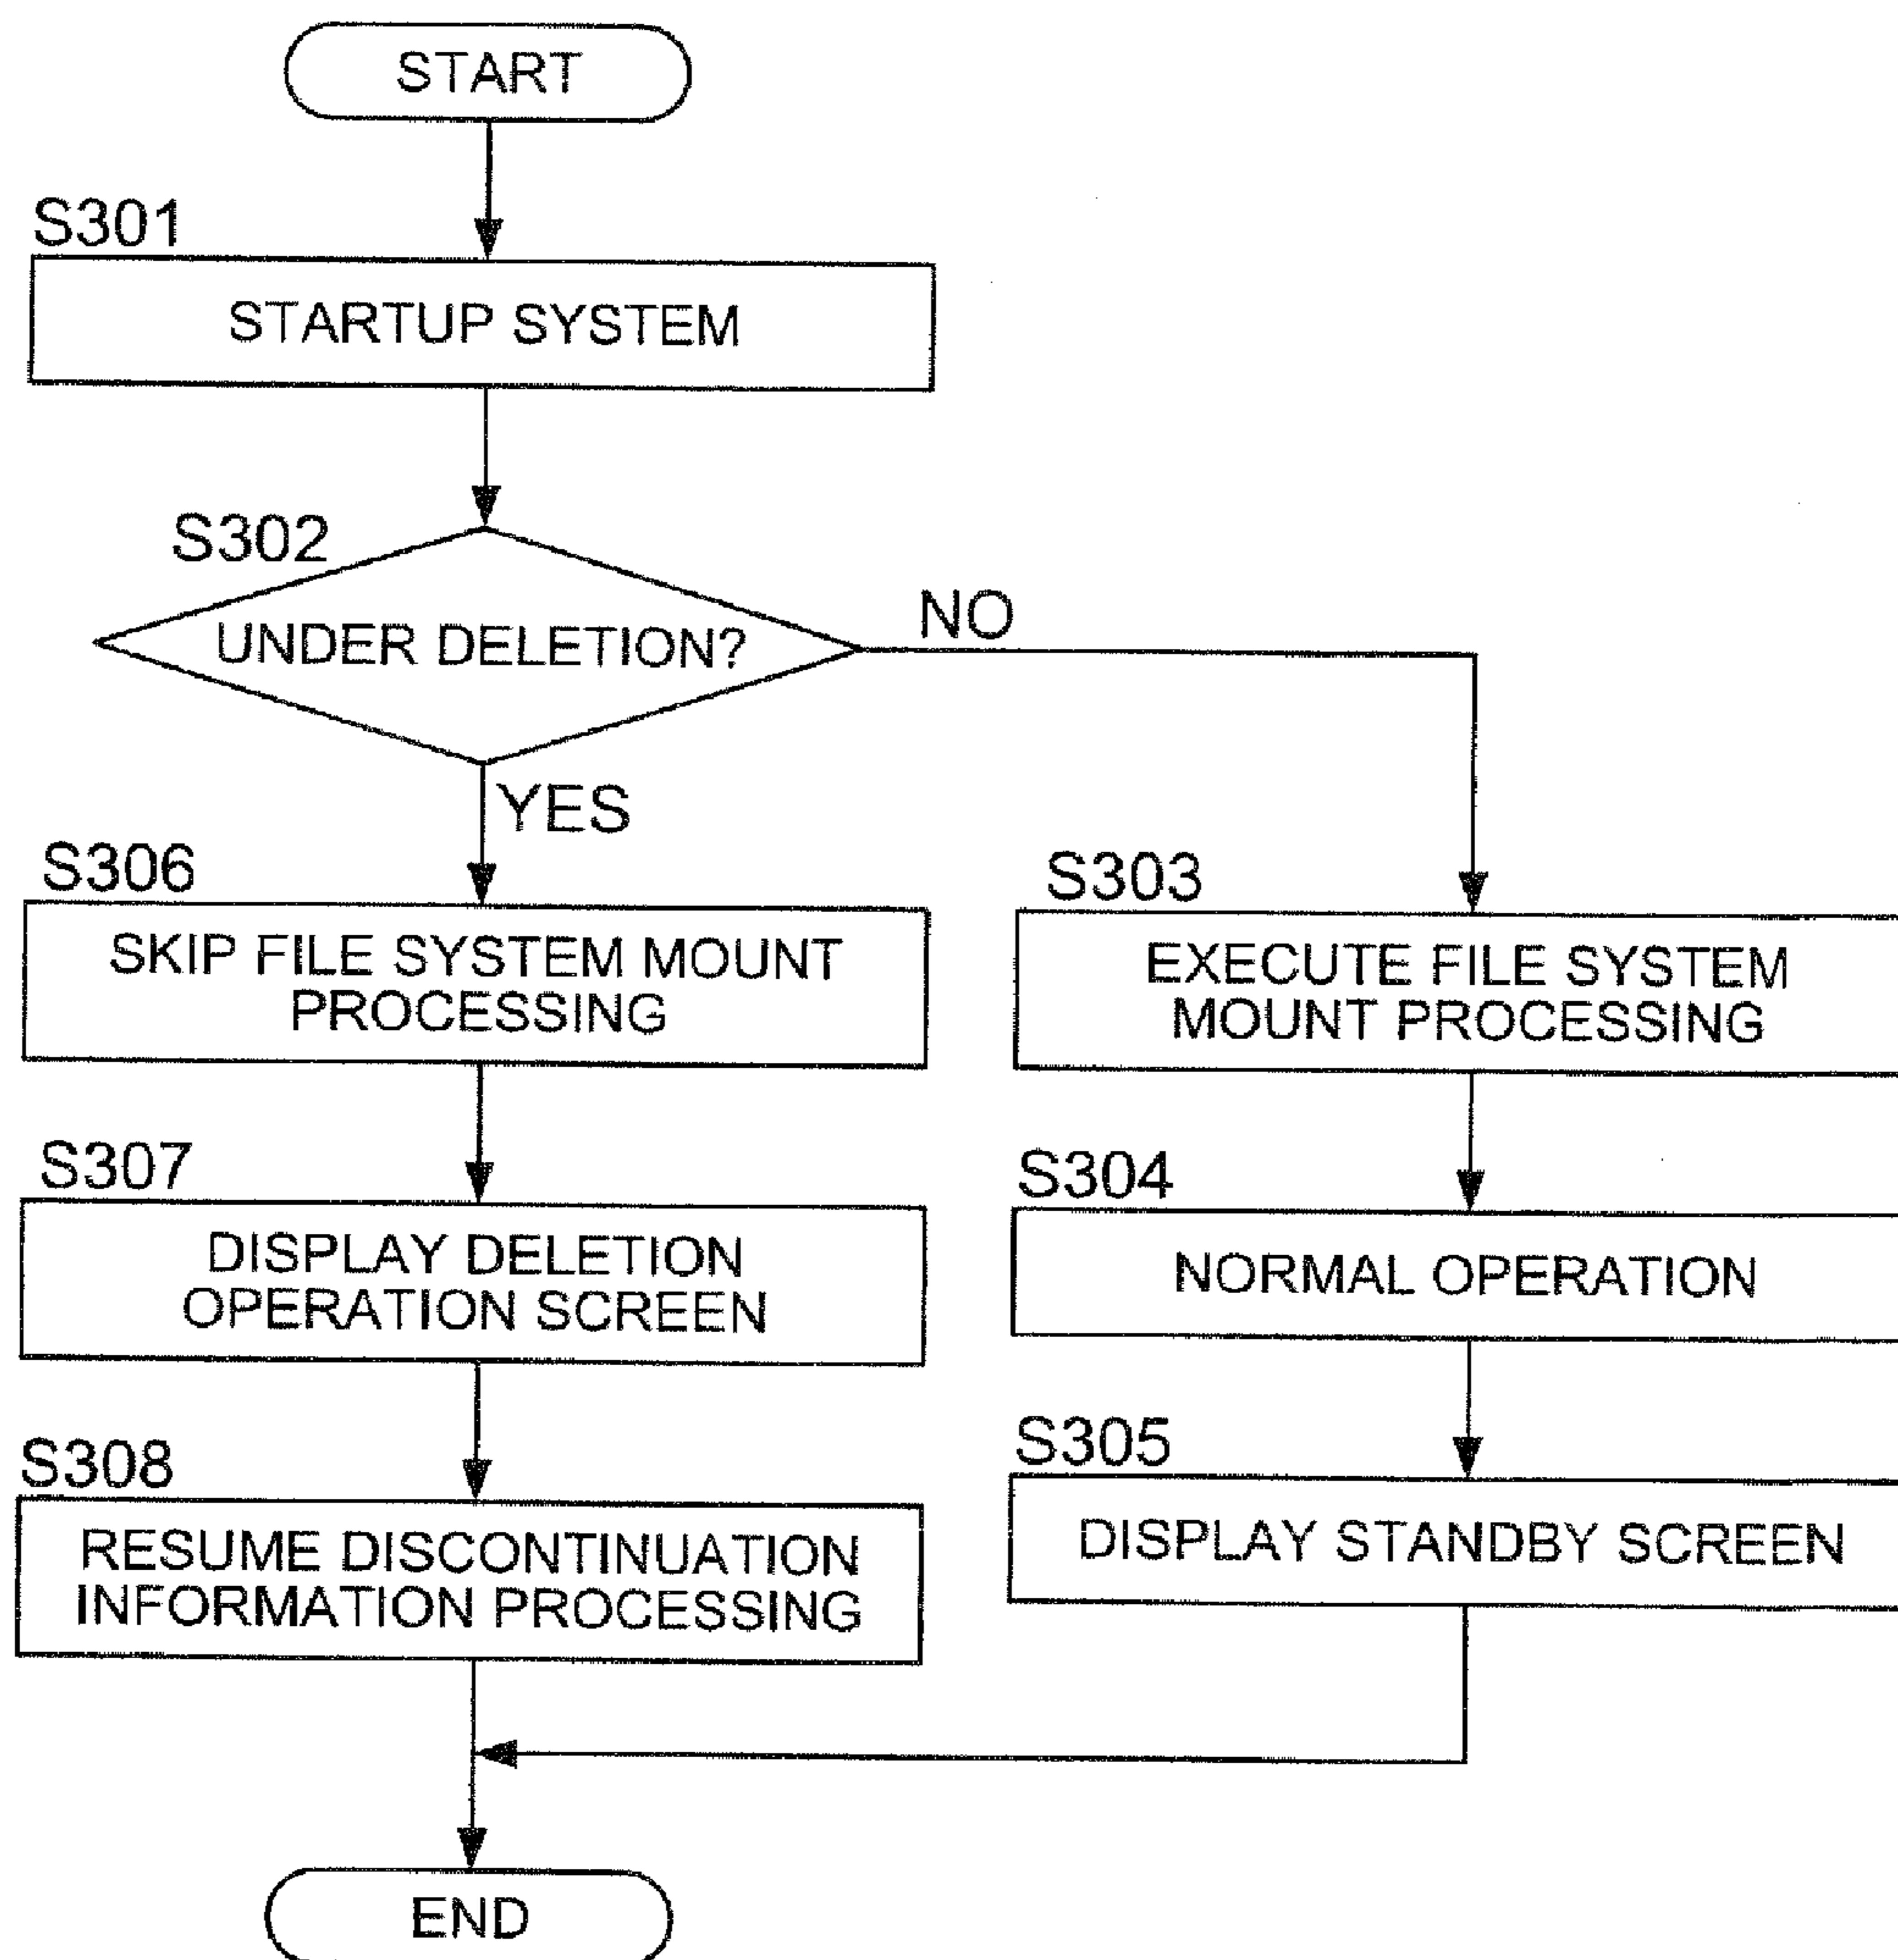 START
S301
STARTUP SYSTEM
S302
UNDER DELETION?
NO
YES
S306
SKIP FILE SYSTEM MOUNT
PROCESSING
S303
EXECUTE FILE SYSTEM
MOUNT PROCESSING
S307
DISPLAY DELETION
OPERATION SCREEN
S304
NORMAL OPERATION
S308
RESUME DISCONTINUATION
INFORMATION PROCESSING
S305
DISPLAY STANDBY SCREEN
END